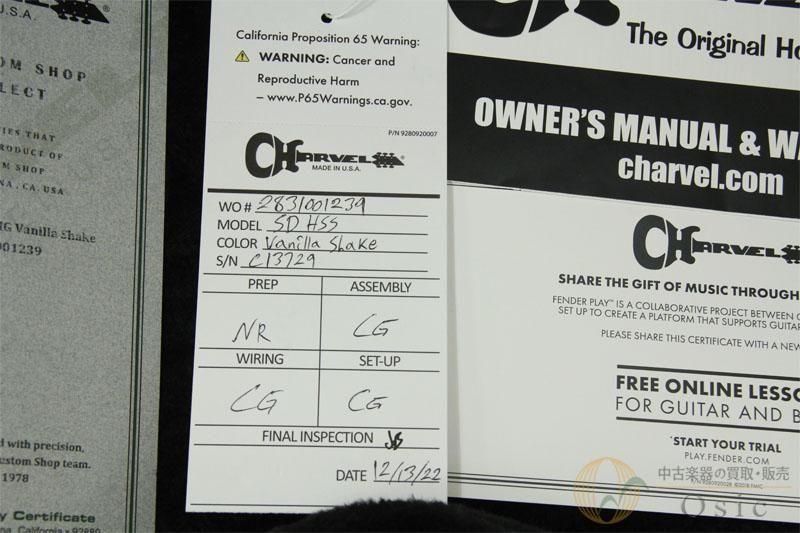 U.S.A.
OM SHOP
LECT
IES THAT
RODUCT OF
M SHOP
NA, CA. USA
G Vanilla Shake
001239
d with precision,
ustom Shop team.
1978
y Certificate
California Proposition 65 Warning:
WARNING: Cancer and
Reproductive Harm
– www.P65Warnings.ca.gov.
P/N 9280920007
CHARVEL®
MADE IN U.S.A.
WO# 2831001239
MODEL SD HSS
COLOR Vanilla Shake
S/N C13729
PREP ASSEMBLY
NR CG
WIRING SET-UP
CG CG
FINAL INSPECTION
DATE 12/13/22
The Original Ho
OWNER'S MANUAL & WA
charvel.com
CHARVEL
SHARE THE GIFT OF MUSIC THROUGH
FENDER PLAY™ IS A COLLABORATIVE PROJECT BETWEEN
SET UP TO CREATE A PLATFORM THAT SUPPORTS GUITA
PLEASE SHARE THIS CERTIFICATE WITH A NEW
FREE ONLINE LESSO
FOR GUITAR AND B
*START YOUR TRIAL
PLAY.FENDER.COM
中古楽器の買取・販売
Qsic